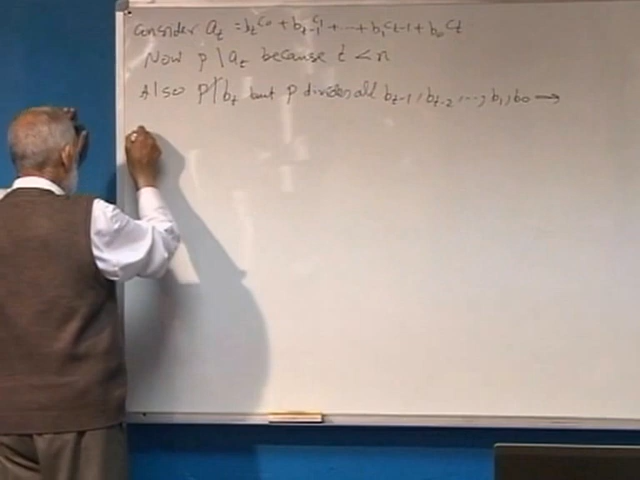 Consider a_t = b_t c_0 + b_{t-1} c_1 + ... + b_1 c_{t-1} + b_0 c_t
Now p | a_t because t < n
Also p ∤ b_t but p divides all b_{t-1}, b_{t-2}, ..., b_1, b_0 →